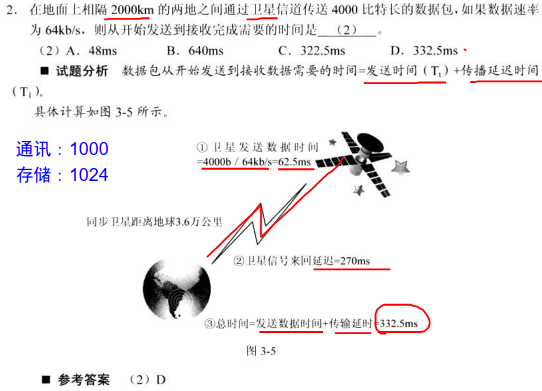 2. 在地面上相隔 2000km 的两地之间通过卫星信道传送 4000 比特长的数据包，如果数据速率
为 64kb/s，则从开始发送到接收完成需要的时间是 （2） 。
（2）A．48ms B．640ms C．322.5ms D．332.5ms
■ 试题分析 数据包从开始发送到接收数据需要的时间=发送时间（T₁）+传播延迟时间
（T₁）。
具体计算如图 3-5 所示。
通讯：1000
存储：1024
①卫星发送数据时间
=4000b / 64kb/s=62.5ms
同步卫星距离地球3.6万公里
②卫星信号来回延迟=270ms
③总时间=发送数据时间+传输延时=332.5ms
图 3-5
■ 参考答案 （2）D